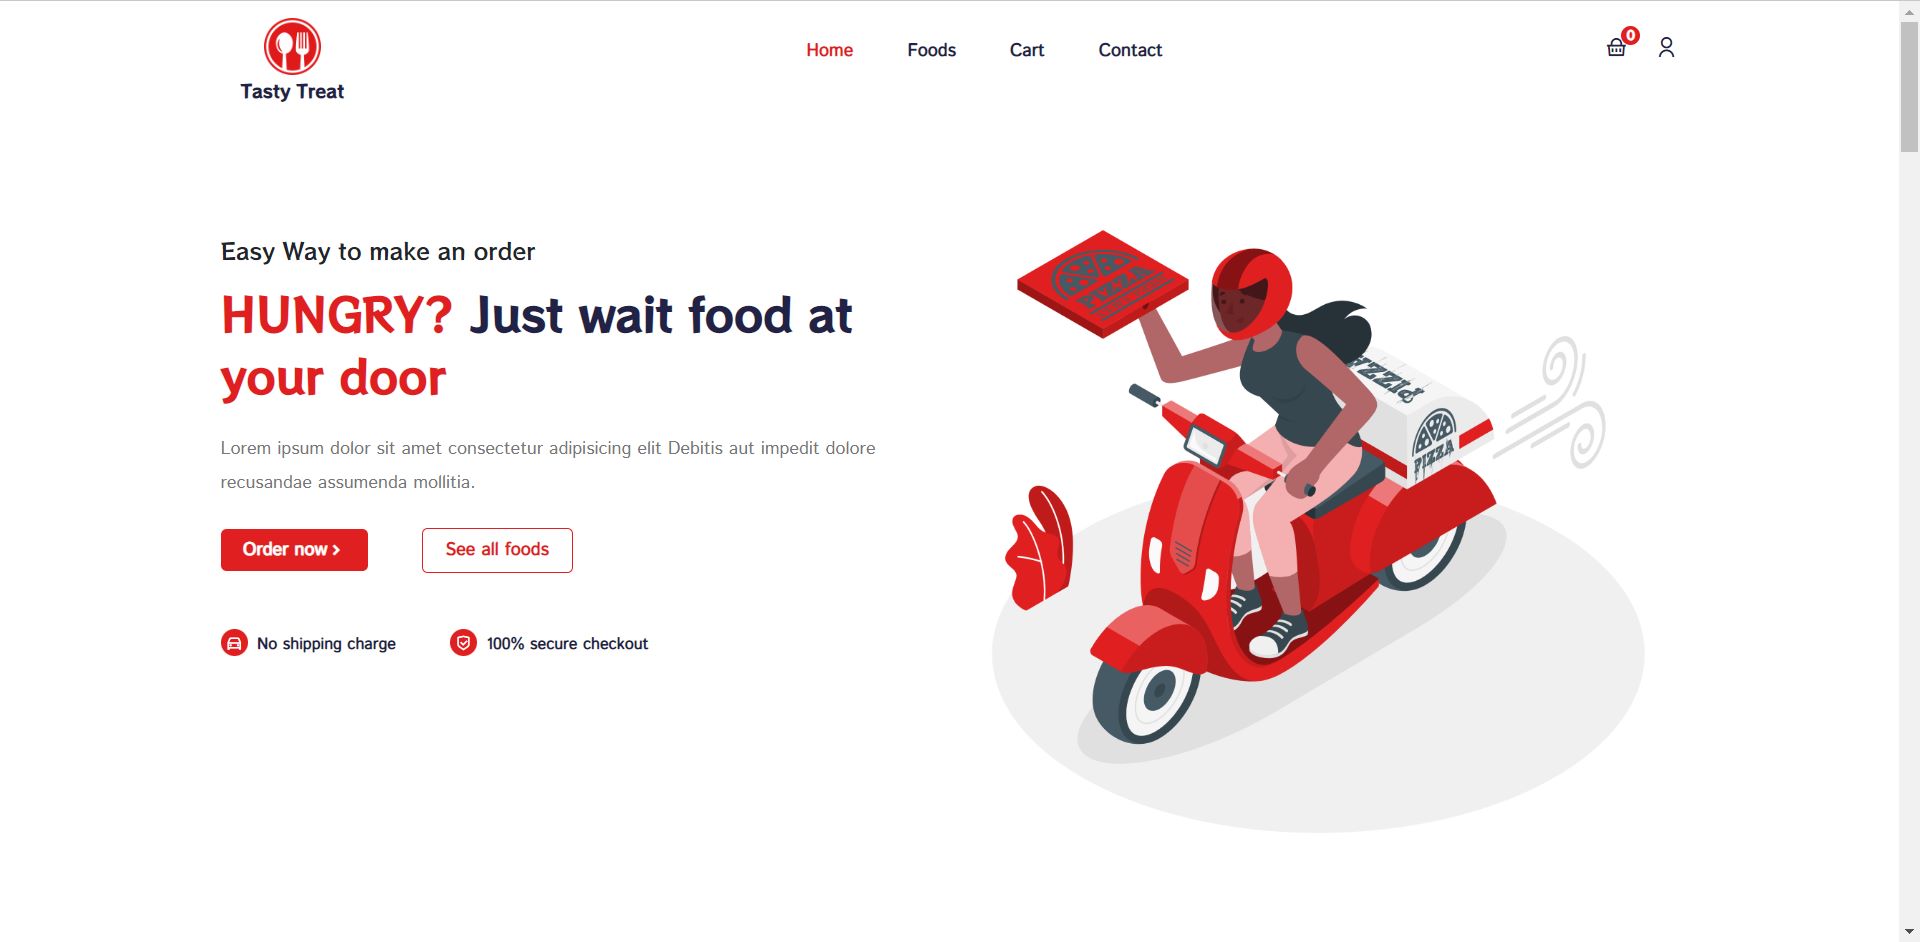 Tasty Treat
Home
Foods
Cart
Contact
0
Easy Way to make an order
HUNGRY? Just wait food at
your door
Lorem ipsum dolor sit amet consectetur adipisicing elit Debitis aut impedit dolore
recusandae assumenda mollitia.
Order now
See all foods
No shipping charge
100% secure checkout
PIZZA
PIZZA
PIZZA